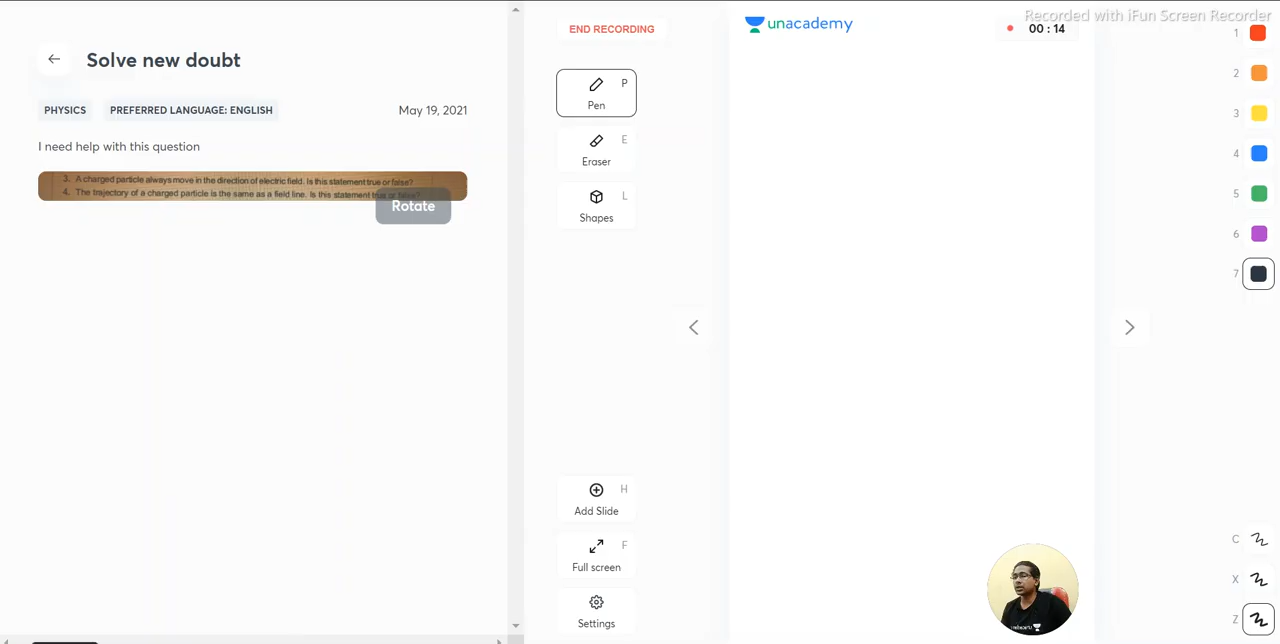 Recorded with iFun Screen Recorder
END RECORDING
unacademy
00 : 14
Solve new doubt
PHYSICS
PREFERRED LANGUAGE: ENGLISH
May 19, 2021
I need help with this question
3. A charged particle always move in the direction of electric field. Is this statement true or false?
4. The trajectory of a charged particle is the same as a field line. Is this statement true or false?
Rotate
P
Pen
E
Eraser
L
Shapes
H
Add Slide
F
Full screen
Settings
1
2
3
4
5
6
7
C
X
Z